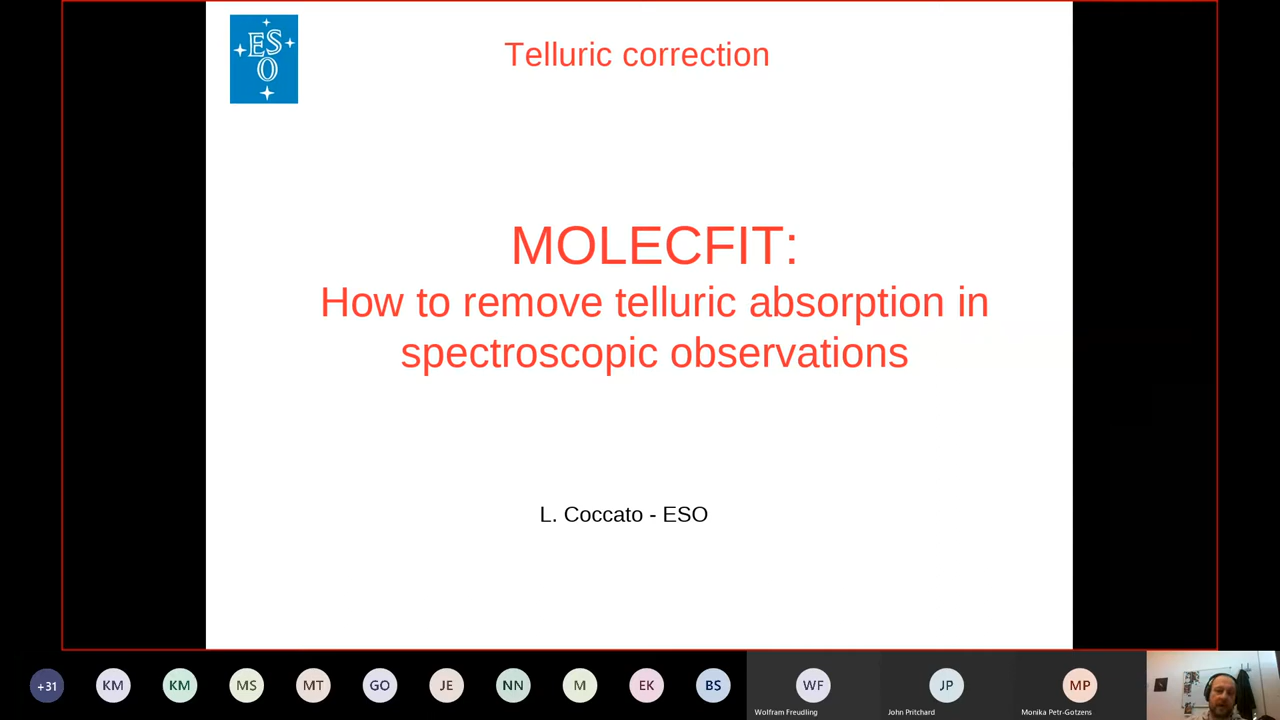 ESO
Telluric correction
MOLECFIT:
How to remove telluric absorption in
spectroscopic observations
L. Coccato - ESO
+31
KM
KM
MS
MT
GO
JE
NN
M
EK
BS
WF
JP
MP
Wolfram Freudling
John Pritchard
Monika Petr-Gotzens